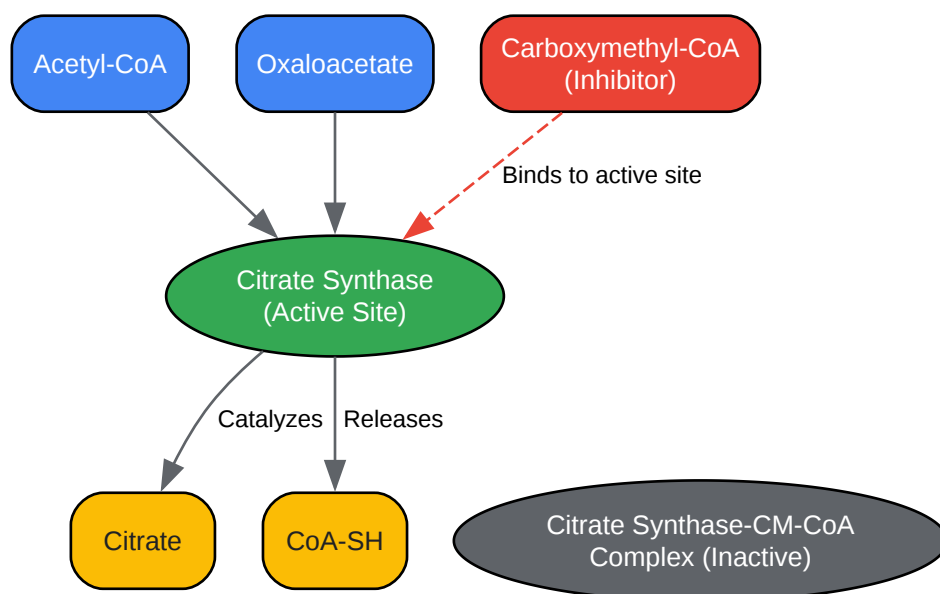 Acetyl-CoA
Oxaloacetate
Carboxymethyl-CoA
(Inhibitor)
Binds to active site
Citrate Synthase
(Active Site)
Catalyzes
Releases
Citrate
CoA-SH
Citrate Synthase-CM-CoA
Complex (Inactive)